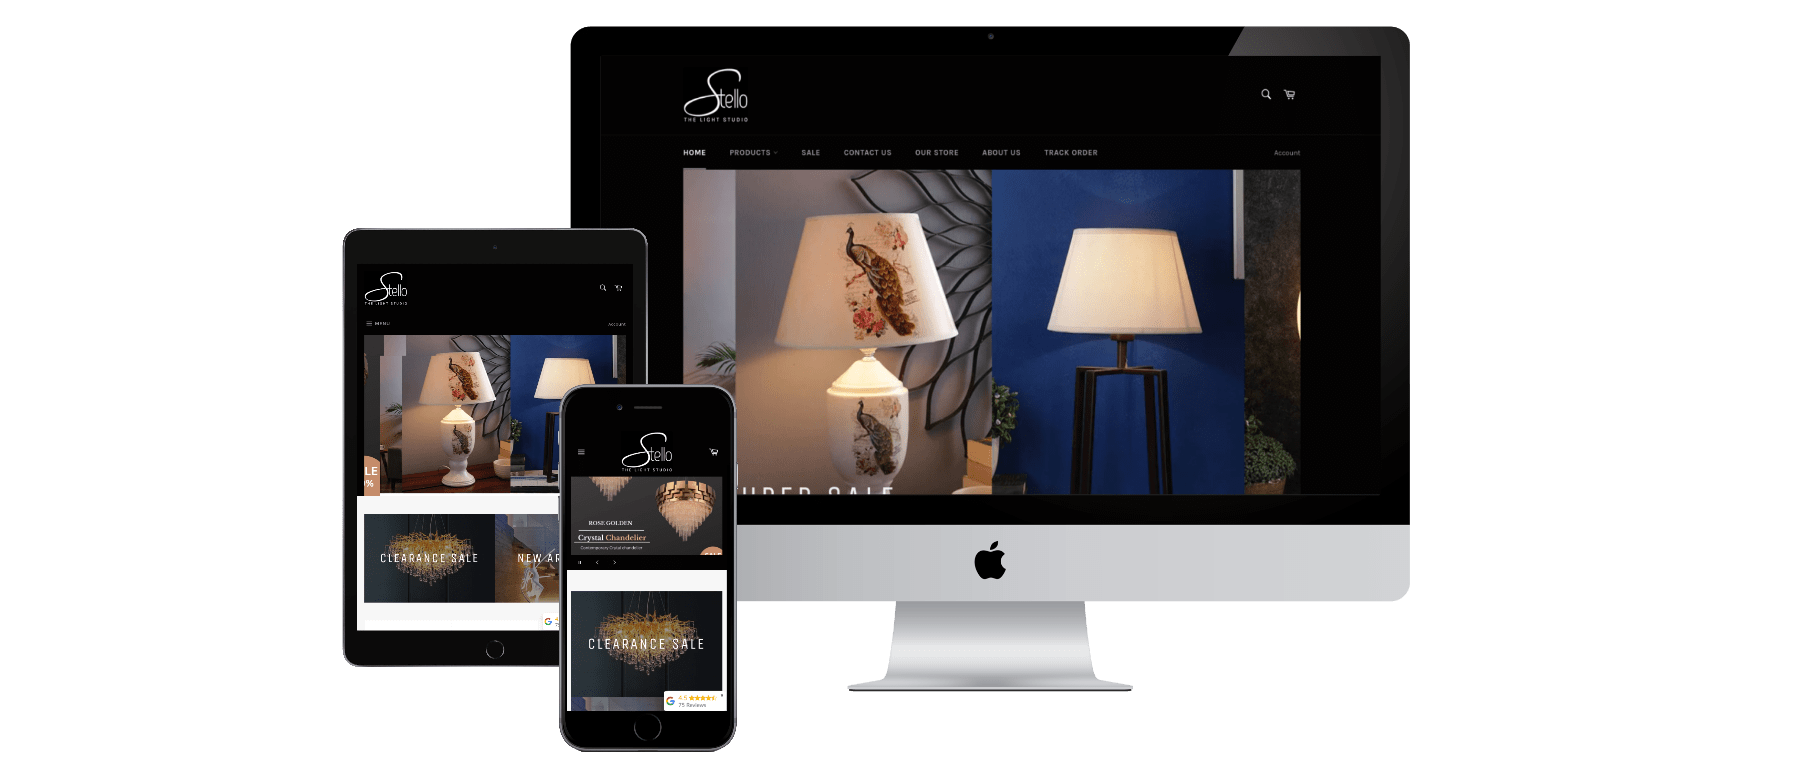 Stello
THE LIGHT STUDIO
HOME PRODUCTS SALE CONTACT US OUR STORE ABOUT US TRACK ORDER Account
SUPER SALE
Stello
THE LIGHT STUDIO
MENU Account
LE
%
CLEARANCE SALE NEW AR
Stello
THE LIGHT STUDIO
ROSE GOLDEN
Crystal Chandelier
Contemporary Crystal chandelier
SALE
CLEARANCE SALE
4.5
75 Reviews